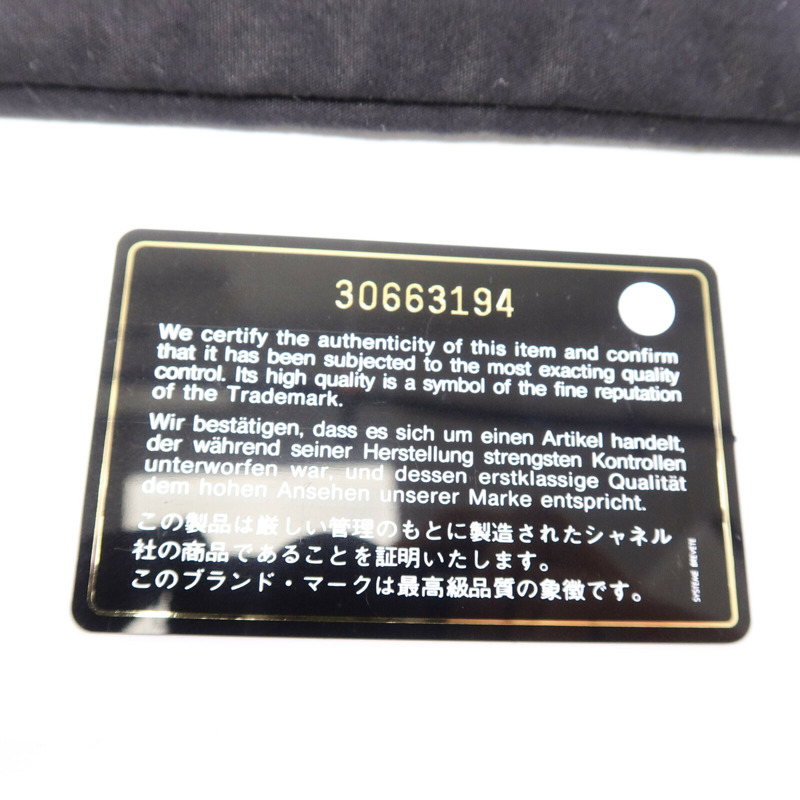 30663194
We certify the authenticity of this item and confirm
that it has been subjected to the most exacting quality
control. Its high quality is a symbol of the fine reputation
of the Trademark.
Wir bestätigen, dass es sich um einen Artikel handelt,
der während seiner Herstellung strengsten Kontrollen
unterworfen war, und dessen erstklassige Qualität
dem hohen Ansehen unserer Marke entspricht.
この製品は厳しい管理のもとに製造されたシャネル
社の商品であることを証明いたします。
このブランド・マークは最高級品質の象徴です。
SYSTEME BREVETE